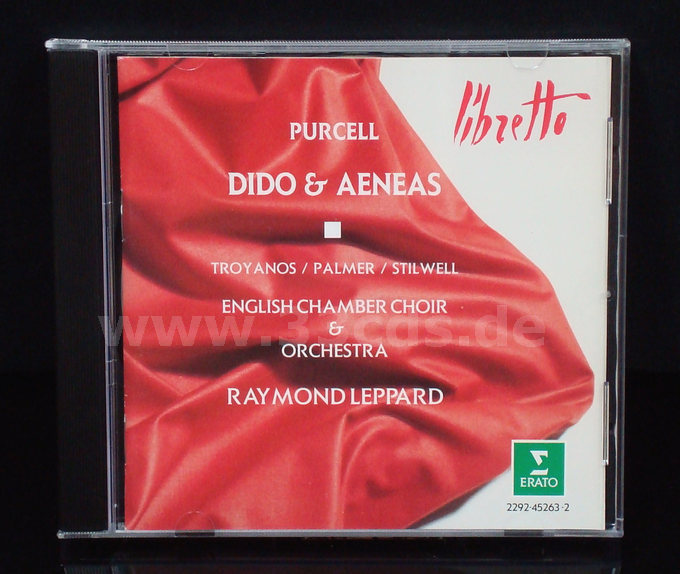 libretto
PURCELL
DIDO & AENEAS
TROYANOS / PALMER / STILWELL
ENGLISH CHAMBER CHOIR
&
ORCHESTRA
RAYMOND LEPPARD
www.33cds.de
ERATO
2292-45263-2